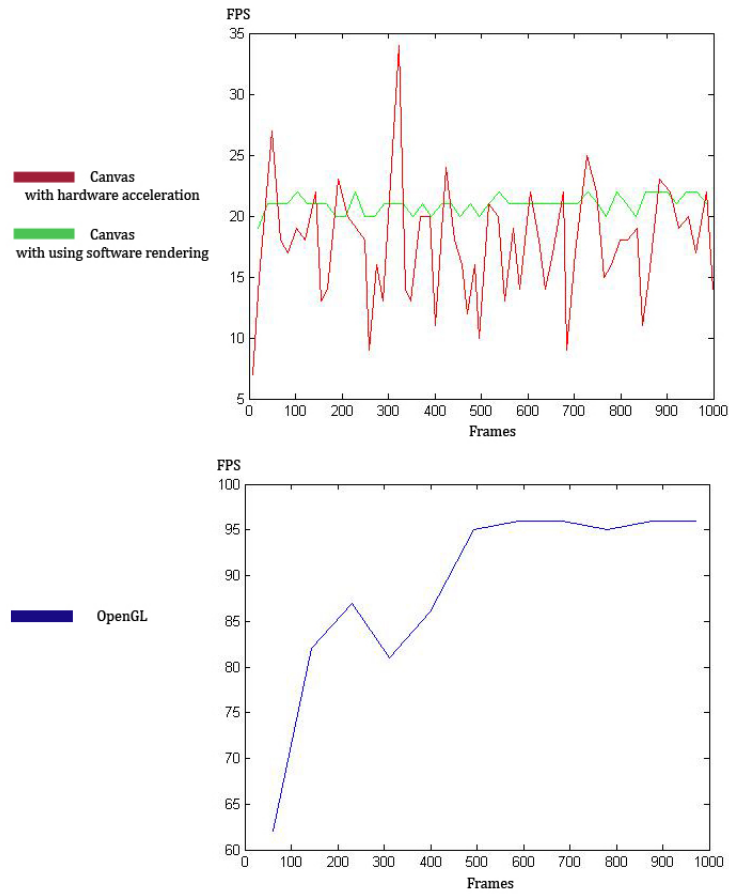 FPS
35
30
25
20
15
10
5
0 100 200 300 400 500 600 700 800 900 1000
Frames
Canvas
with hardware acceleration
Canvas
with using software rendering
FPS
100
95
90
85
80
75
70
65
60
0 100 200 300 400 500 600 700 800 900 1000
Frames
OpenGL